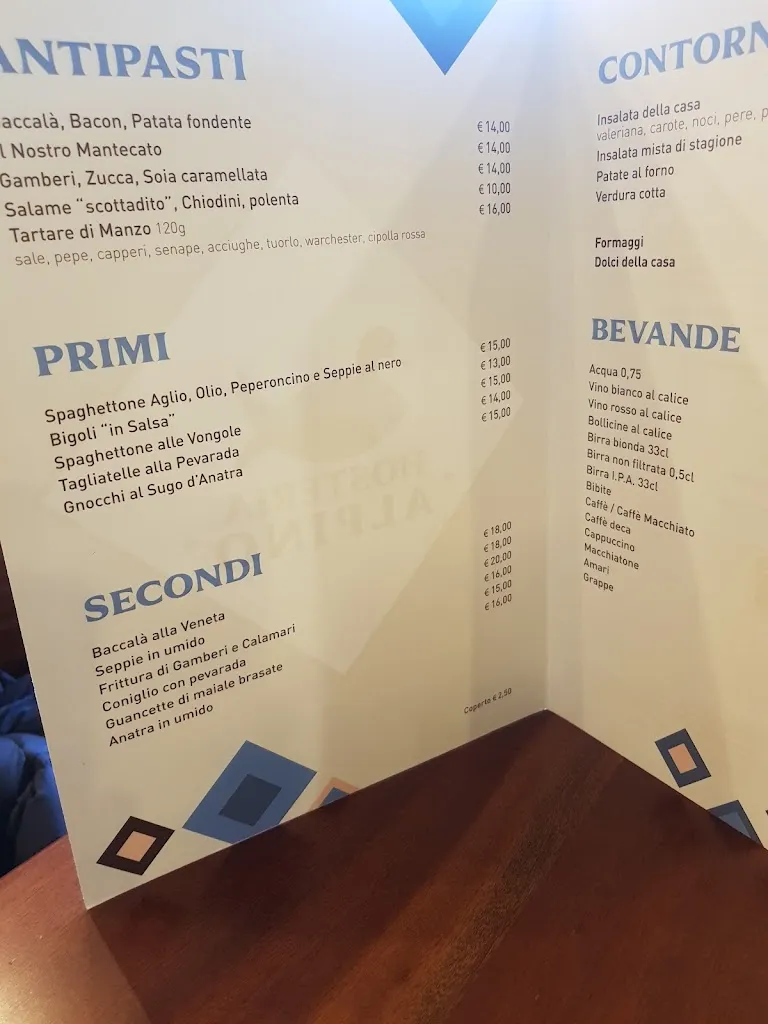 ANTIPASTI
accalà, Bacon, Patata fondente € 14,00
l Nostro Mantecato € 14,00
Gamberi, Zucca, Soia caramellata € 14,00
Salame “scottadito”, Chiodini, polenta € 10,00
Tartare di Manzo 120g € 16,00
sale, pepe, capperi, senape, acciughe, tuorlo, warchester, cipolla rossa
PRIMI
Spaghettone Aglio, Olio, Peperoncino e Seppie al nero € 15,00
Bigoli “in Salsa” € 13,00
Spaghettone alle Vongole € 15,00
Tagliatelle alla Pevarada € 14,00
Gnocchi al Sugo d’Anatra € 15,00
SECONDI
Baccalà alla Veneta € 18,00
Seppie in umido € 18,00
Frittura di Gamberi e Calamari € 20,00
Coniglio con pevarada € 16,00
Guancette di maiale brasate € 15,00
Anatra in umido € 16,00
Coperto € 2,50
CONTORN
Insalata della casa
valeriana, carote, noci, pere, p
Insalata mista di stagione
Patate al forno
Verdura cotta
Formaggi
Dolci della casa
BEVANDE
Acqua 0,75
Vino bianco al calice
Vino rosso al calice
Bollicine al calice
Birra bionda 33cl
Birra non filtrata 0,5cl
Birra I.P.A. 33cl
Bibite
Caffè / Caffè Macchiato
Caffè deca
Cappuccino
Macchiatone
Amari
Grappe